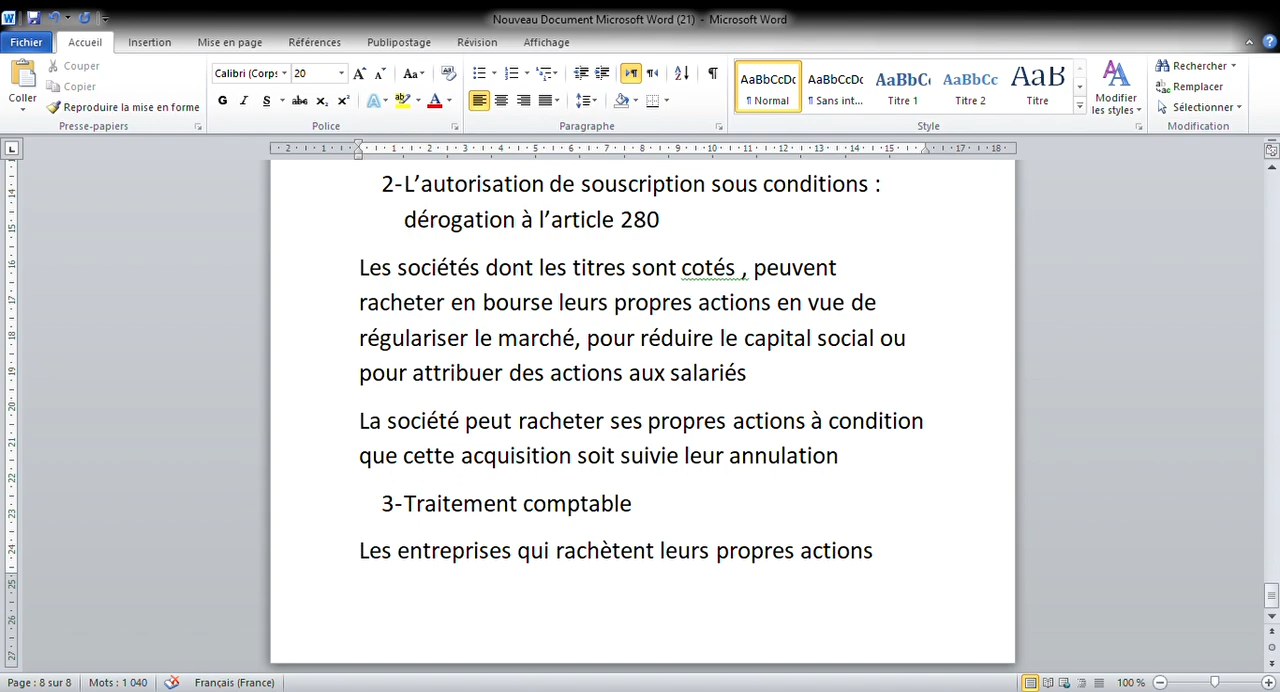 Nouveau Document Microsoft Word (21) - Microsoft Word
Fichier Accueil Insertion Mise en page Références Publipostage Révision Affichage
Coller
Couper
Copier
Reproduire la mise en forme
Presse-papiers
Calibri (Corps 20
G I S abc x₂ x²
Police
Paragraphe
AaBbCcDc AaBbCcDc AaBbC AaBbCc AaB
¶ Normal ¶ Sans int... Titre 1 Titre 2 Titre
Modifier les styles
Style
Rechercher
Remplacer
Sélectionner
Modification
2-L’autorisation de souscription sous conditions :
dérogation à l’article 280
Les sociétés dont les titres sont cotés , peuvent
racheter en bourse leurs propres actions en vue de
régulariser le marché, pour réduire le capital social ou
pour attribuer des actions aux salariés
La société peut racheter ses propres actions à condition
que cette acquisition soit suivie leur annulation
3-Traitement comptable
Les entreprises qui rachètent leurs propres actions
Page : 8 sur 8 Mots : 1 040 Français (France) 100 %